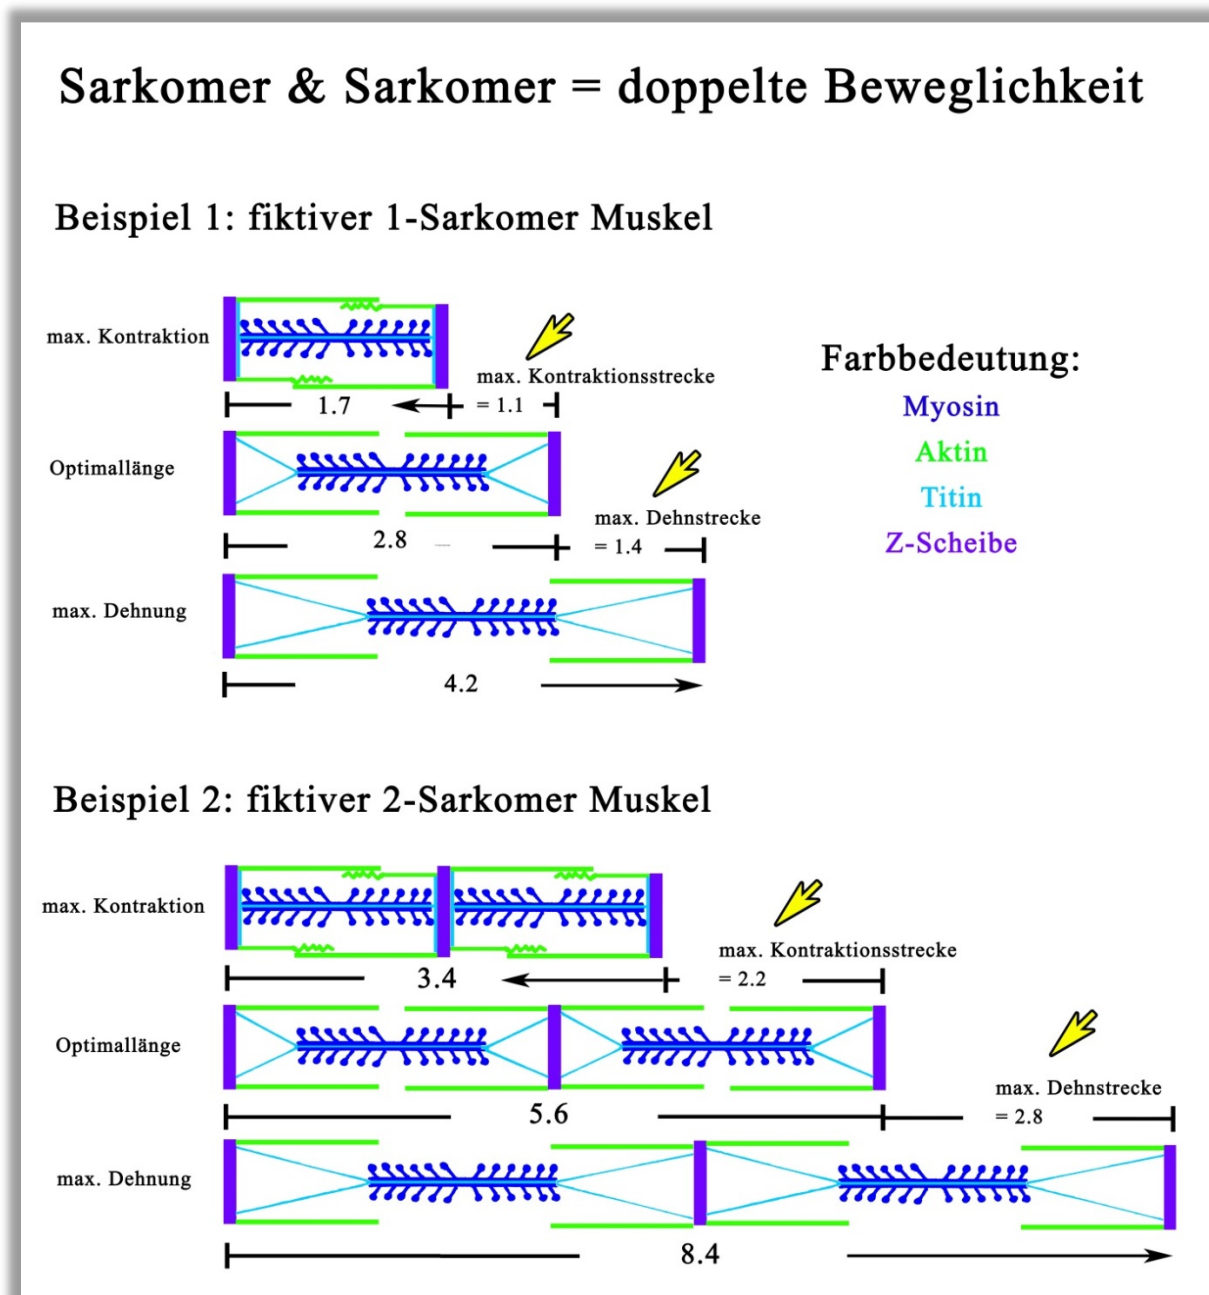 Sarkomer & Sarkomer = doppelte Beweglichkeit
Beispiel 1: fiktiver 1-Sarkomer Muskel
max. Kontraktion
max. Kontraktionsstrecke
1.7
= 1.1
Optimallänge
max. Dehnstrecke
2.8
= 1.4
max. Dehnung
4.2
Farbbedeutung:
Myosin
Aktin
Titin
Z-Scheibe
Beispiel 2: fiktiver 2-Sarkomer Muskel
max. Kontraktion
max. Kontraktionsstrecke
3.4
= 2.2
Optimallänge
max. Dehnstrecke
5.6
= 2.8
max. Dehnung
8.4